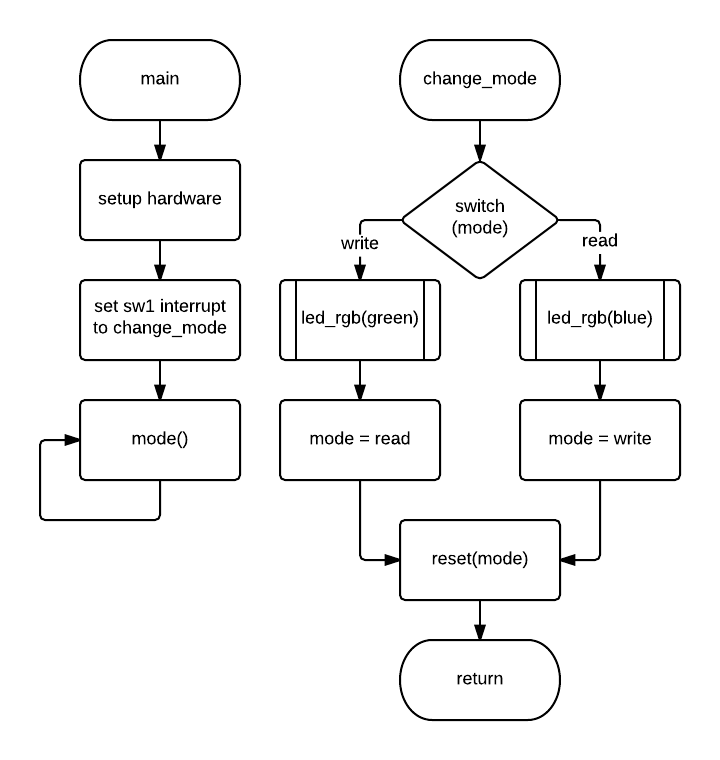 main
setup hardware
set sw1 interrupt
to change_mode
mode()
change_mode
switch
(mode)
write
read
led_rgb(green)
led_rgb(blue)
mode = read
mode = write
reset(mode)
return